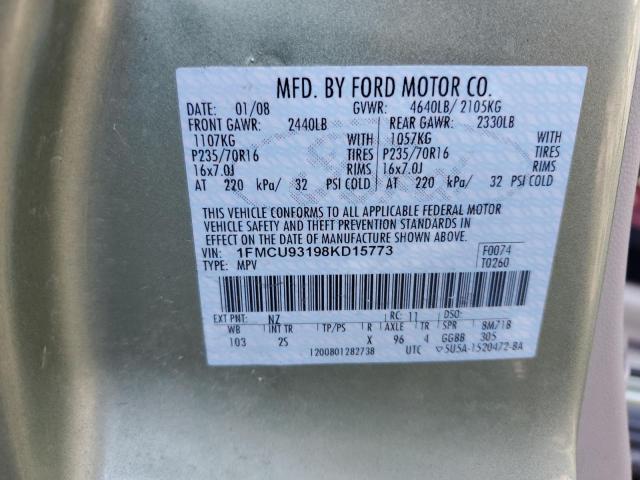 MFD. BY FORD MOTOR CO.
DATE: 01/08 GVWR: 4640LB/ 2105KG
FRONT GAWR: 2440LB REAR GAWR: 2330LB
1107KG WITH 1057KG WITH
P235/70R16 TIRES P235/70R16 TIRES
16x7.0J RIMS 16x7.0J RIMS
AT 220 kPa/ 32 PSI COLD AT 220 kPa/ 32 PSI COLD
THIS VEHICLE CONFORMS TO ALL APPLICABLE FEDERAL MOTOR
VEHICLE SAFETY AND THEFT PREVENTION STANDARDS IN
EFFECT ON THE DATE OF MANUFACTURE SHOWN ABOVE.
VIN: 1FMCU93198KD15773 F0074
TYPE: MPV T0260
EXT PNT: NZ RC: 11 DSO:
WB INT TR TP/PS R AXLE TR SPR 8M71B
103 2S X 96 4 GGBB 305
1200801282738 UTC ▽5U5A-1520472-BA